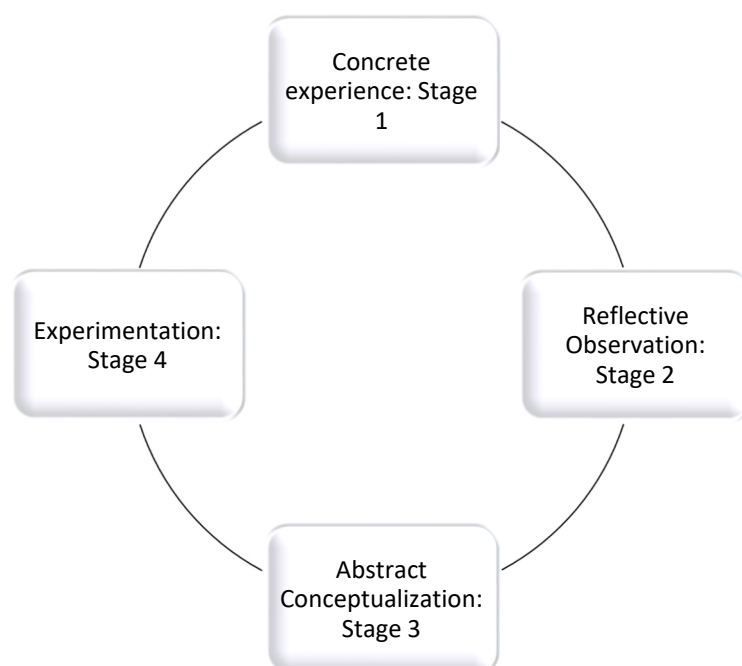 Concrete
experience: Stage
1
Reflective
Observation:
Stage 2
Abstract
Conceptualization:
Stage 3
Experimentation:
Stage 4